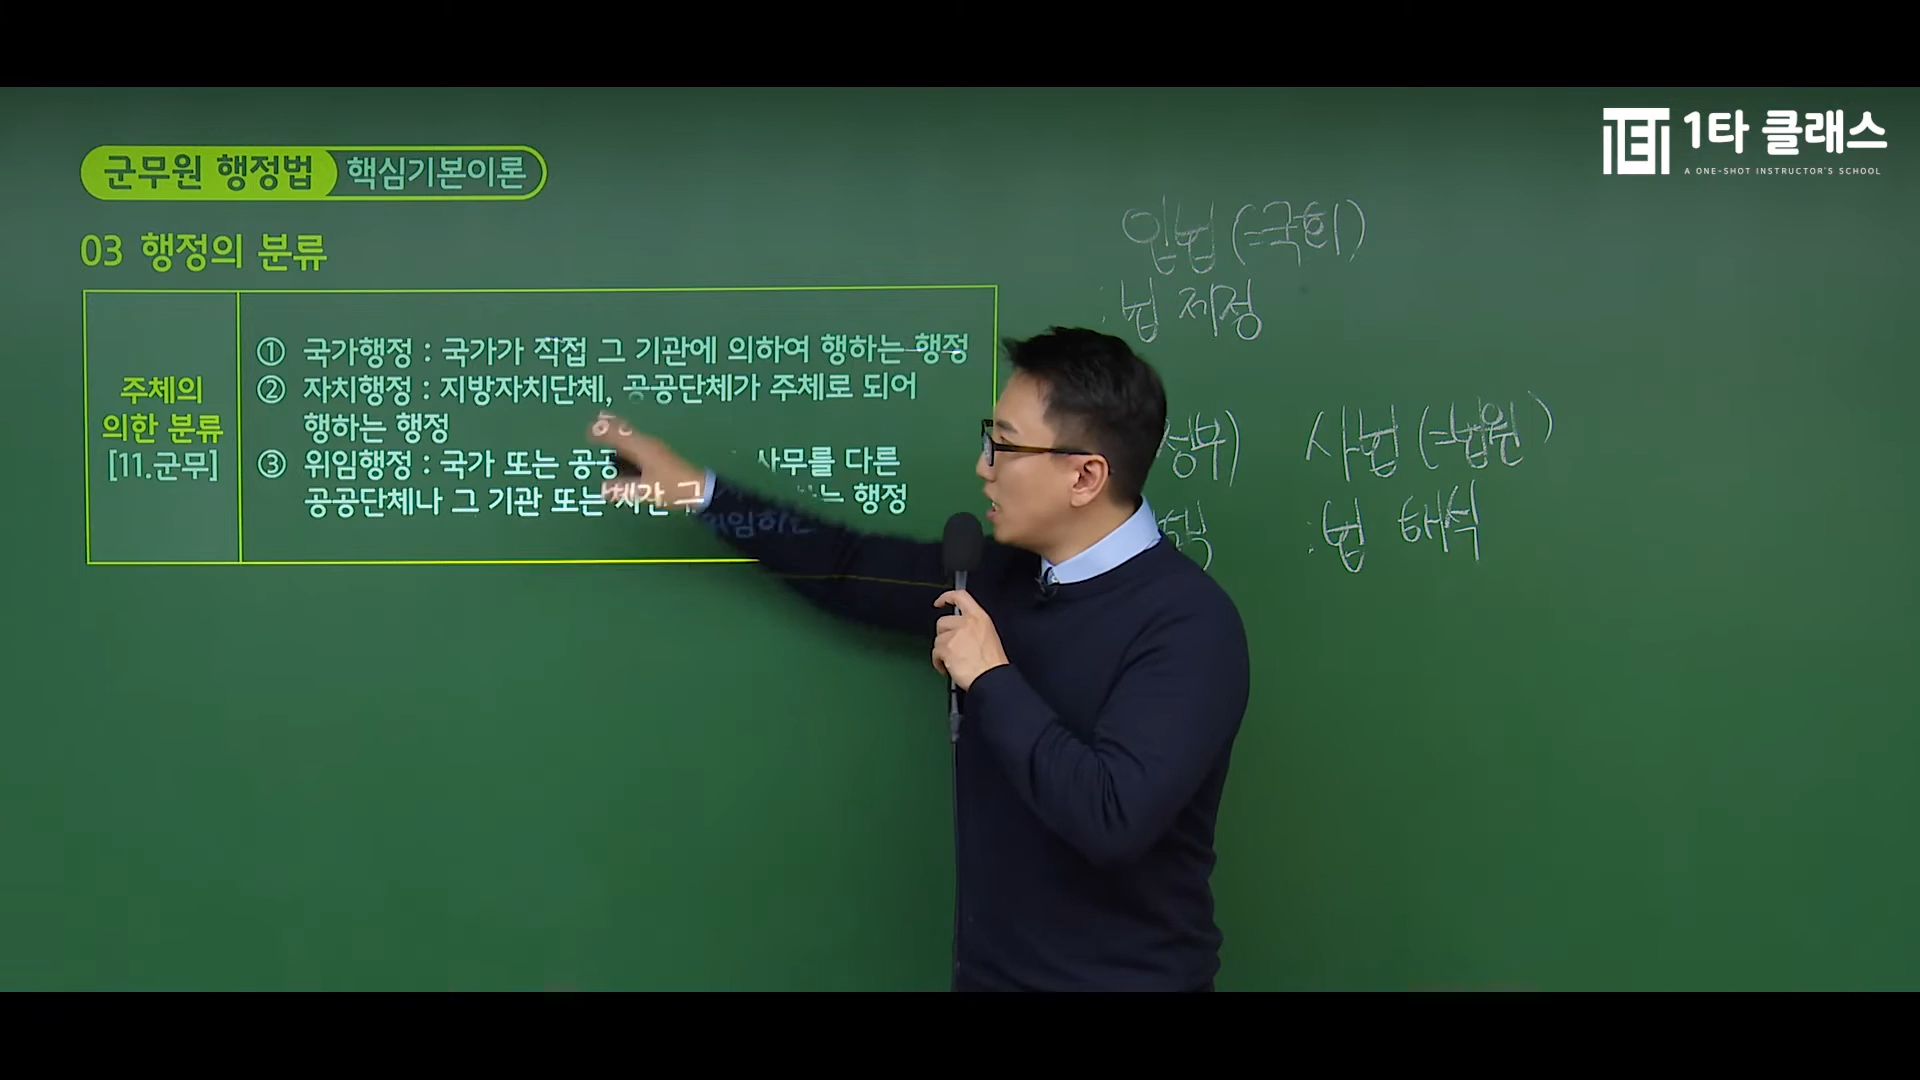 1타 클래스
A ONE-SHOT INSTRUCTOR'S SCHOOL
군무원 행정법 핵심기본이론
03 행정의 분류
주체의
의한 분류
[11.군무]
① 국가행정 : 국가가 직접 그 기관에 의하여 행하는 행정
② 자치행정 : 지방자치단체, 공공단체가 주체로 되어
행하는 행정
③ 위임행정 : 국가 또는 사무를 다른
공공단체나 그 기관 또는 행정
입법 (=국회)
: 법 제정
사법 (=법원)
: 법 해석